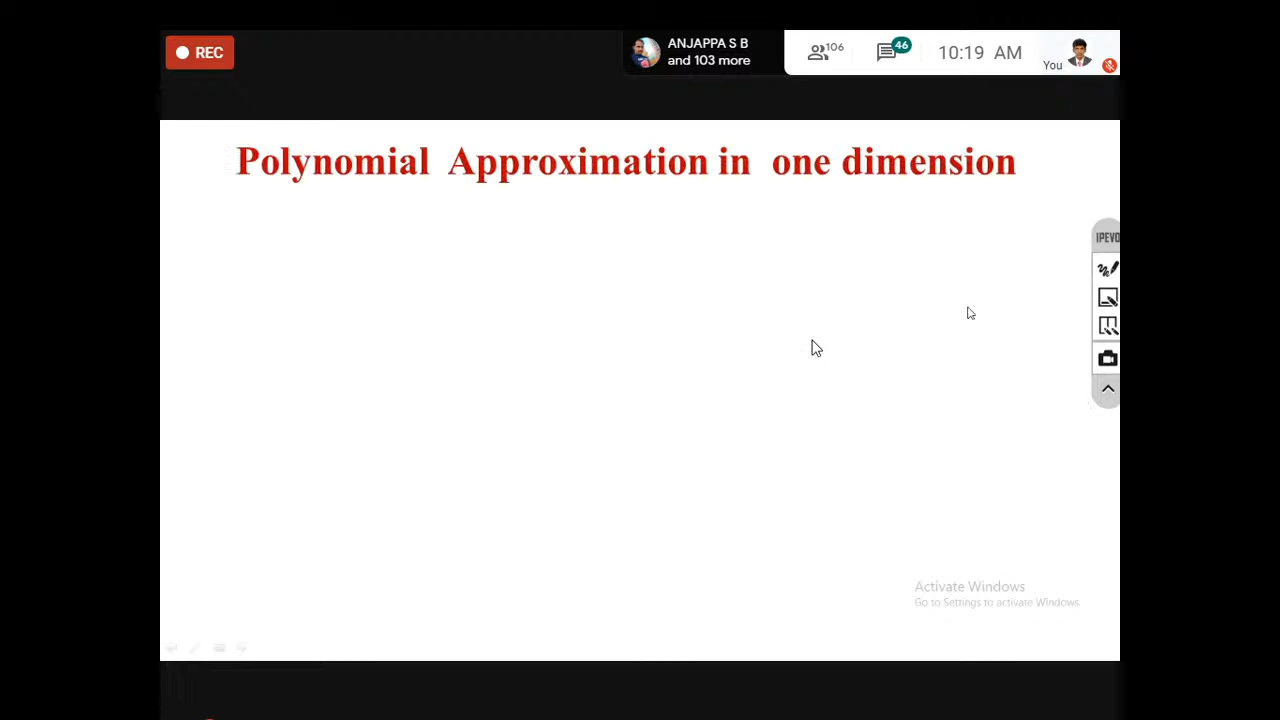 REC
ANJAPPA S B
and 103 more
106
46
10:19 AM
You
Polynomial Approximation in one dimension
IPEVO
Activate Windows
Go to Settings to activate Windows.